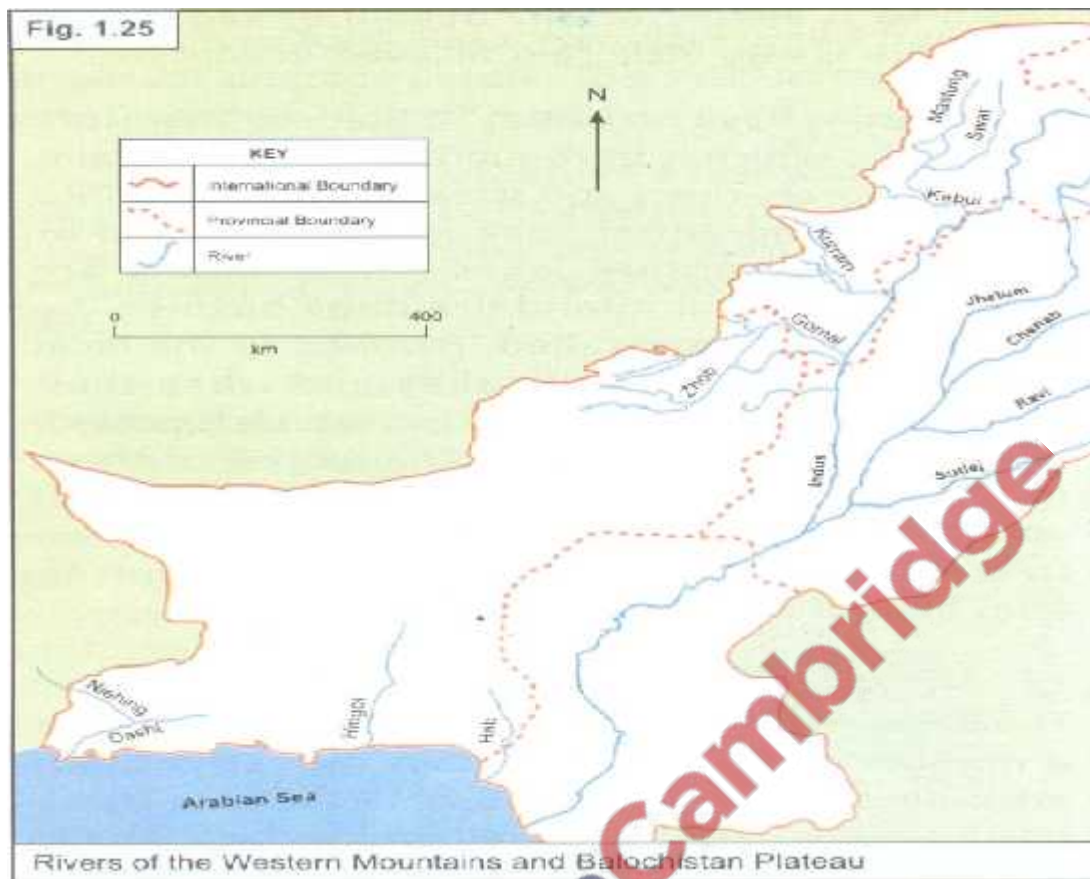 Fig. 1.25
N
KEY
International Boundary
Provincial Boundary
River
0 400
km
Mastung
Swat
Kabul
Kurram
Gomal
Zhob
Jhelum
Chenab
Ravi
Sutlej
Indus
Nishing
Dasht
Hingol
Hab
Arabian Sea
Cambridge
Rivers of the Western Mountains and Balochistan Plateau